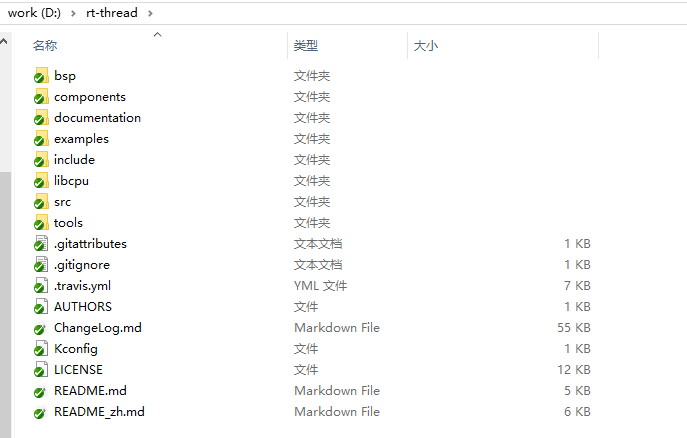 work (D:) › rt-thread ›
名称 类型 大小
bsp 文件夹
components 文件夹
documentation 文件夹
examples 文件夹
include 文件夹
libcpu 文件夹
src 文件夹
tools 文件夹
.gitattributes 文本文档 1 KB
.gitignore 文本文档 1 KB
.travis.yml YML 文件 7 KB
AUTHORS 文件 1 KB
ChangeLog.md Markdown File 55 KB
Kconfig 文件 1 KB
LICENSE 文件 12 KB
README.md Markdown File 5 KB
README_zh.md Markdown File 6 KB